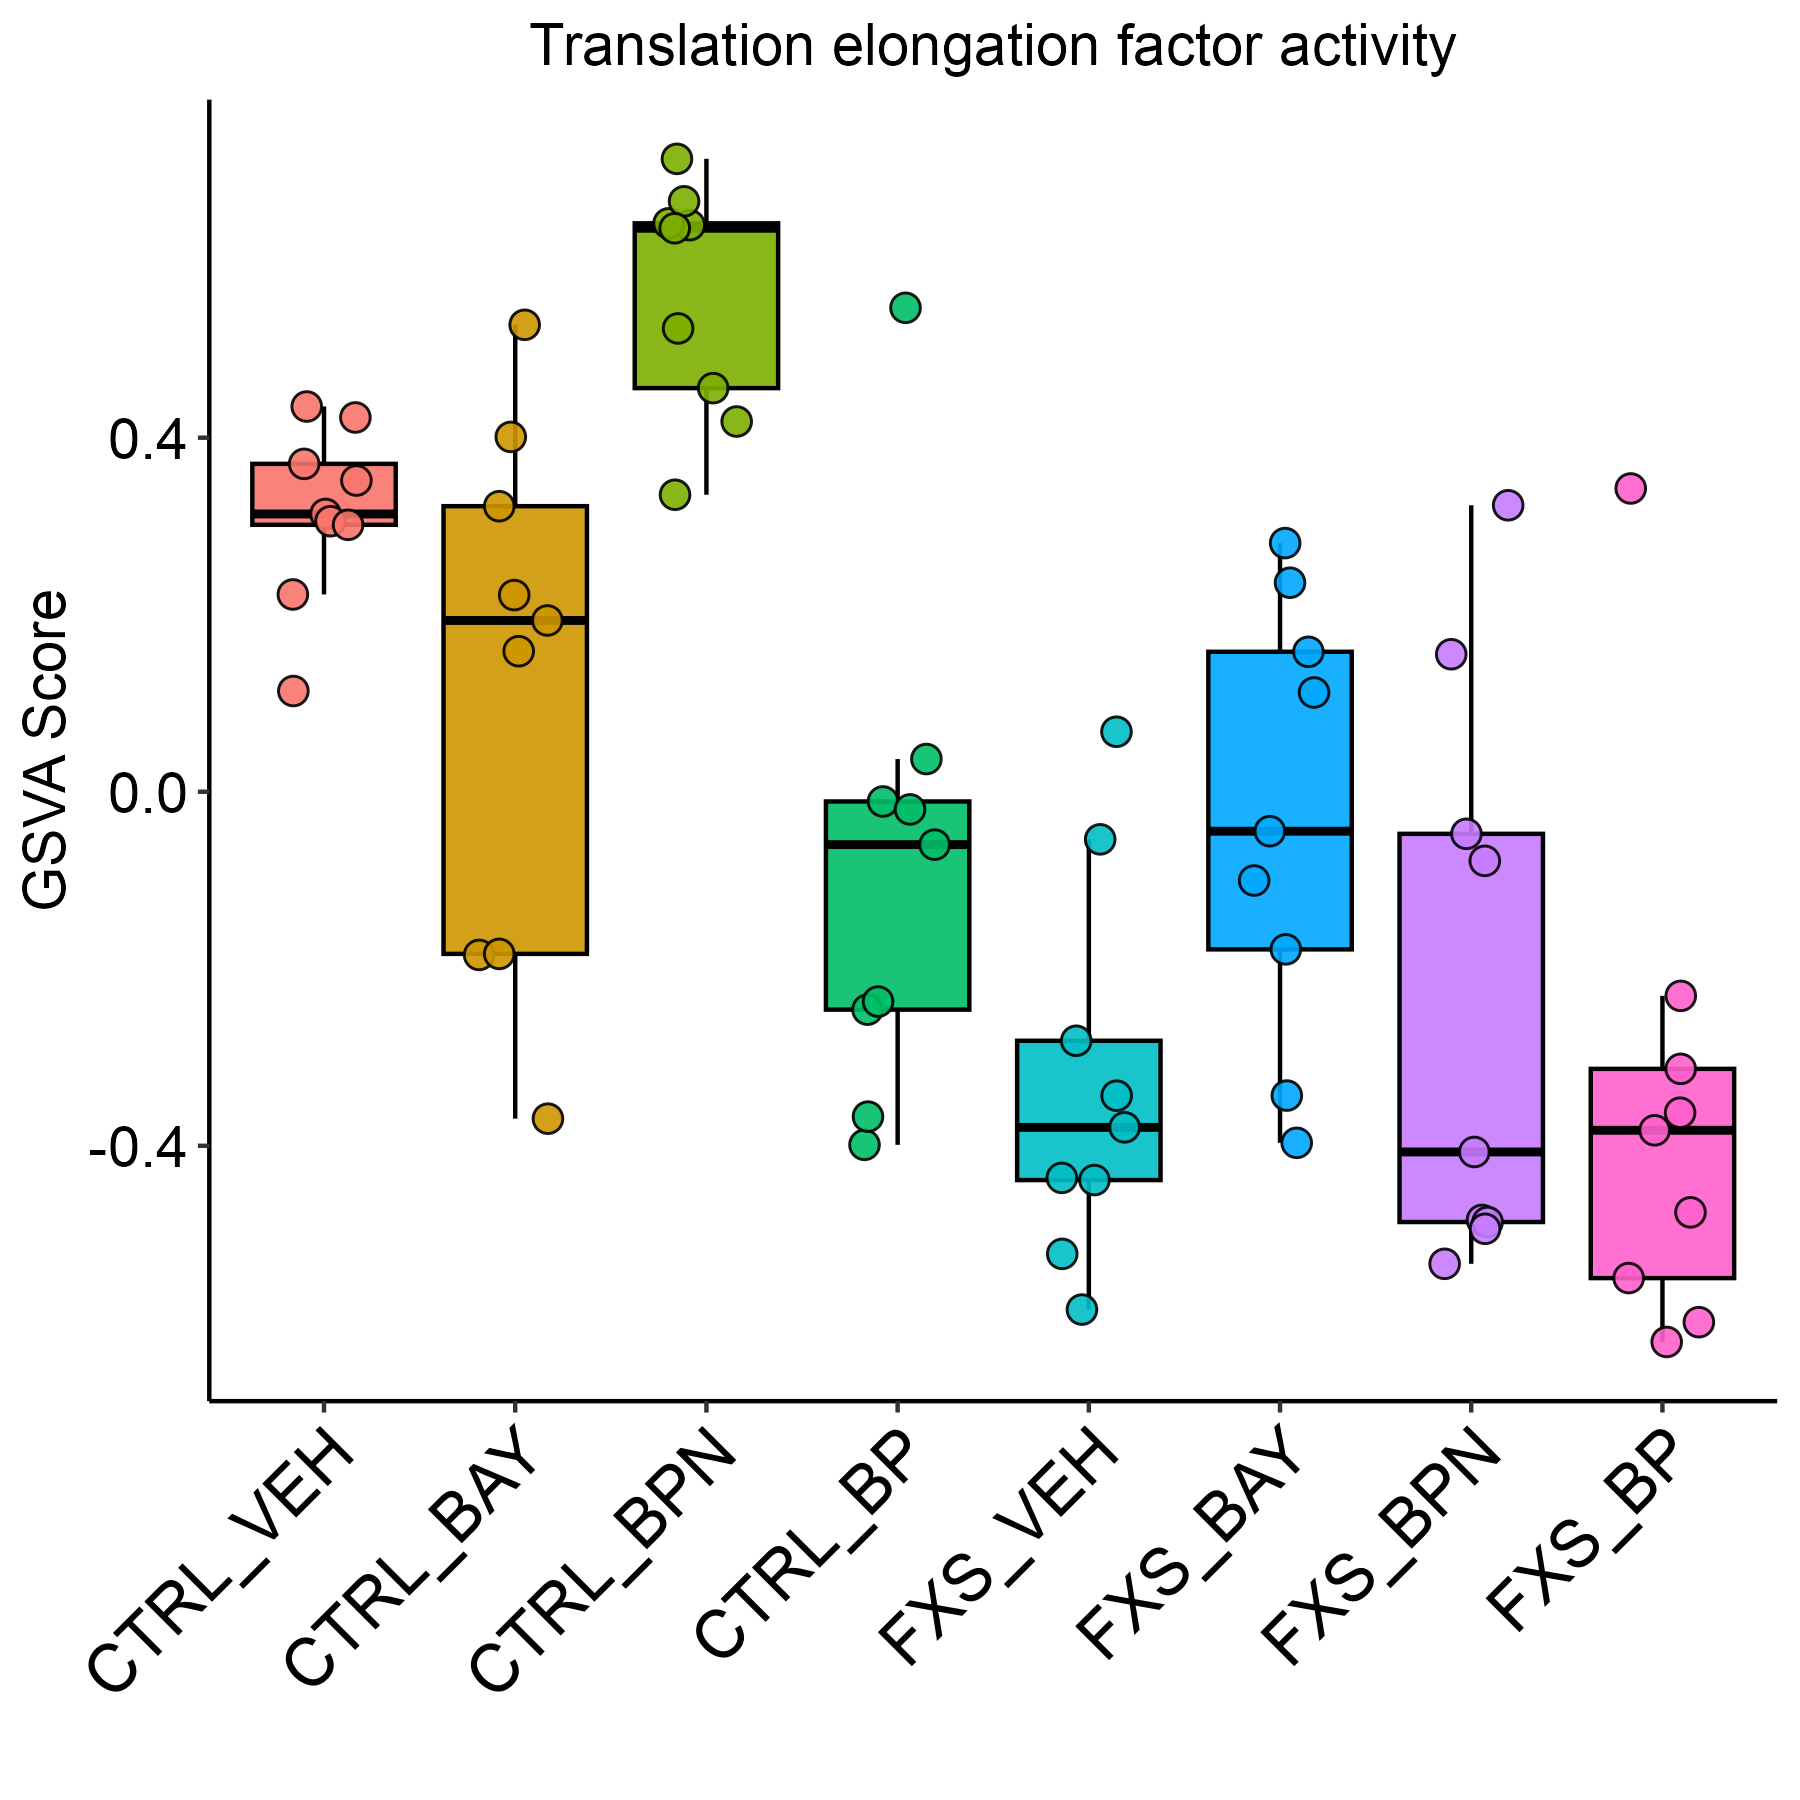 Translation elongation factor activity
GSVA Score
0.4
0.0
-0.4
CTRL_VEH
CTRL_BAY
CTRL_BPN
CTRL_BP
FXS_VEH
FXS_BAY
FXS_BPN
FXS_BP